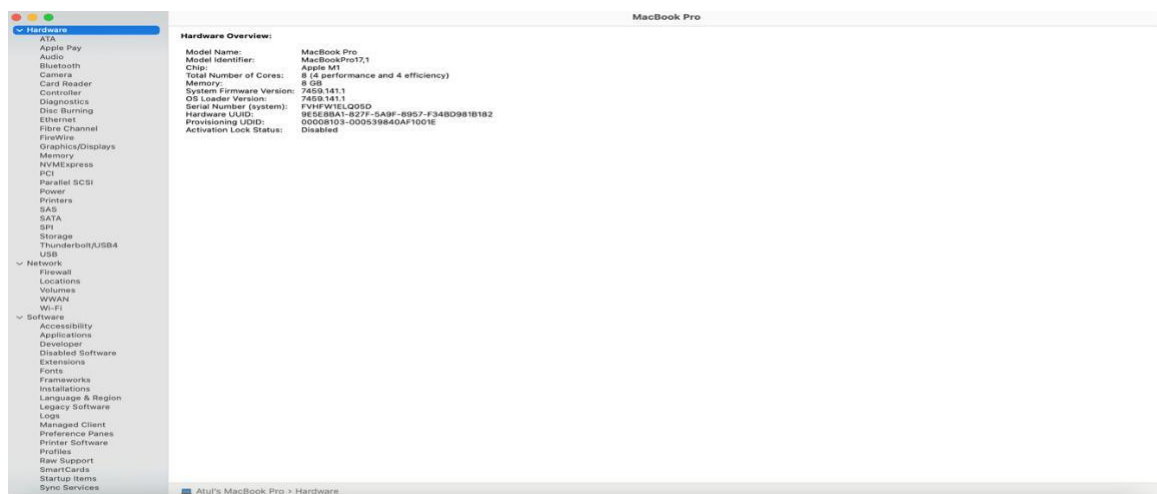 MacBook Pro
Hardware
ATA
Apple Pay
Audio
Bluetooth
Camera
Card Reader
Controller
Diagnostics
Disc Burning
Ethernet
Fibre Channel
FireWire
Graphics/Displays
Memory
NVMExpress
PCI
Parallel SCSI
Power
Printers
SAS
SATA
SPI
Storage
Thunderbolt/USB4
USB
Network
Firewall
Locations
Volumes
WWAN
Wi-Fi
Software
Accessibility
Applications
Developer
Disabled Software
Extensions
Fonts
Frameworks
Installations
Language & Region
Legacy Software
Logs
Managed Client
Preference Panes
Printer Software
Profiles
Raw Support
SmartCards
Startup Items
Sync Services
Hardware Overview:
Model Name: MacBook Pro
Model Identifier: MacBookPro17,1
Chip: Apple M1
Total Number of Cores: 8 (4 performance and 4 efficiency)
Memory: 8 GB
System Firmware Version: 7459.141.1
OS Loader Version: 7459.141.1
Serial Number (system): FVHFW1ELQ05D
Hardware UUID: 9E5E8BA1-827F-5A9F-8957-F348D981B182
Provisioning UDID: 00008103-000539840AF1001E
Activation Lock Status: Disabled
Atul's MacBook Pro > Hardware